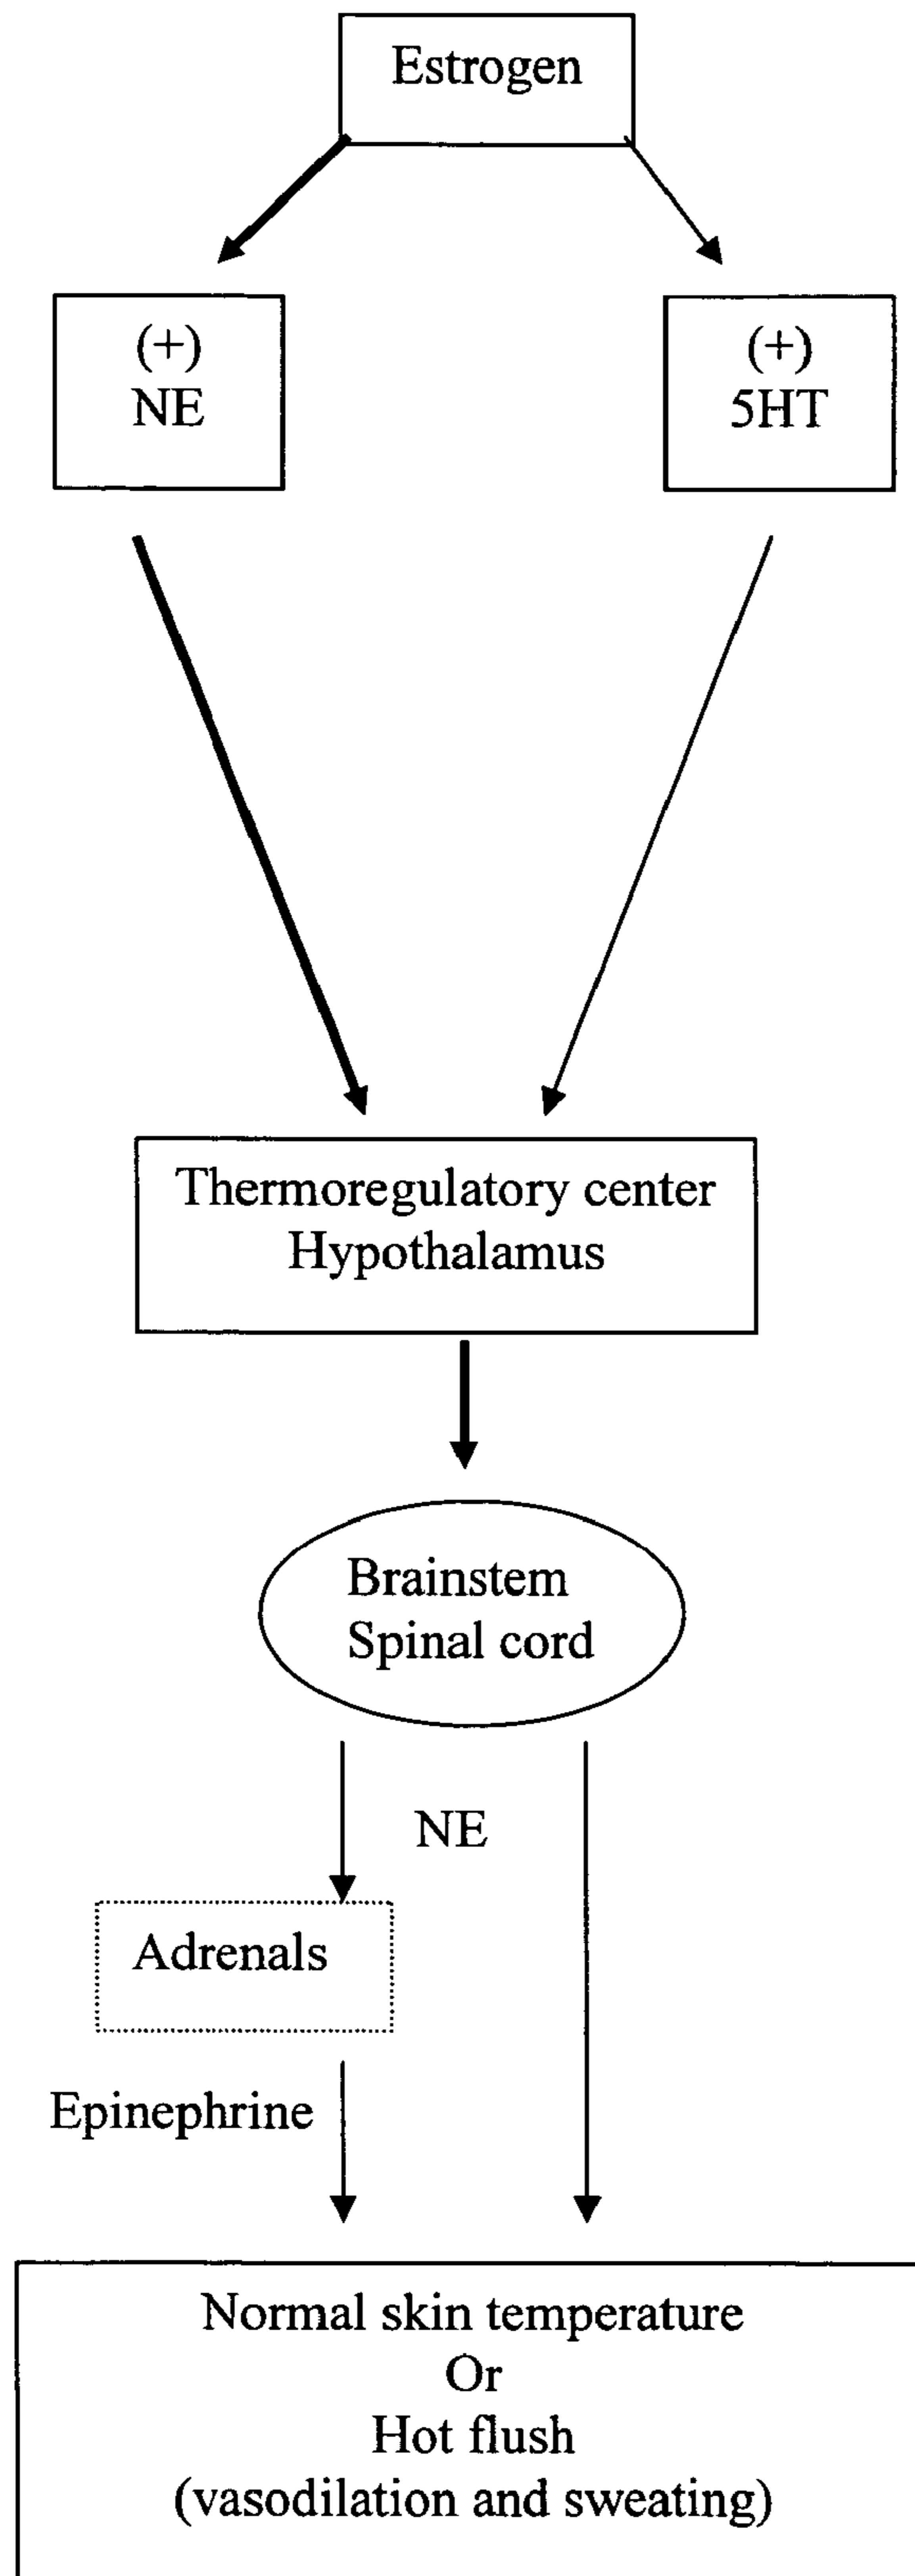 Estrogen
(+)
NE
(+)
5HT
Thermoregulatory center
Hypothalamus
Brainstem
Spinal cord
NE
Adrenals
Epinephrine
Normal skin temperature
Or
Hot flush
(vasodilation and sweating)